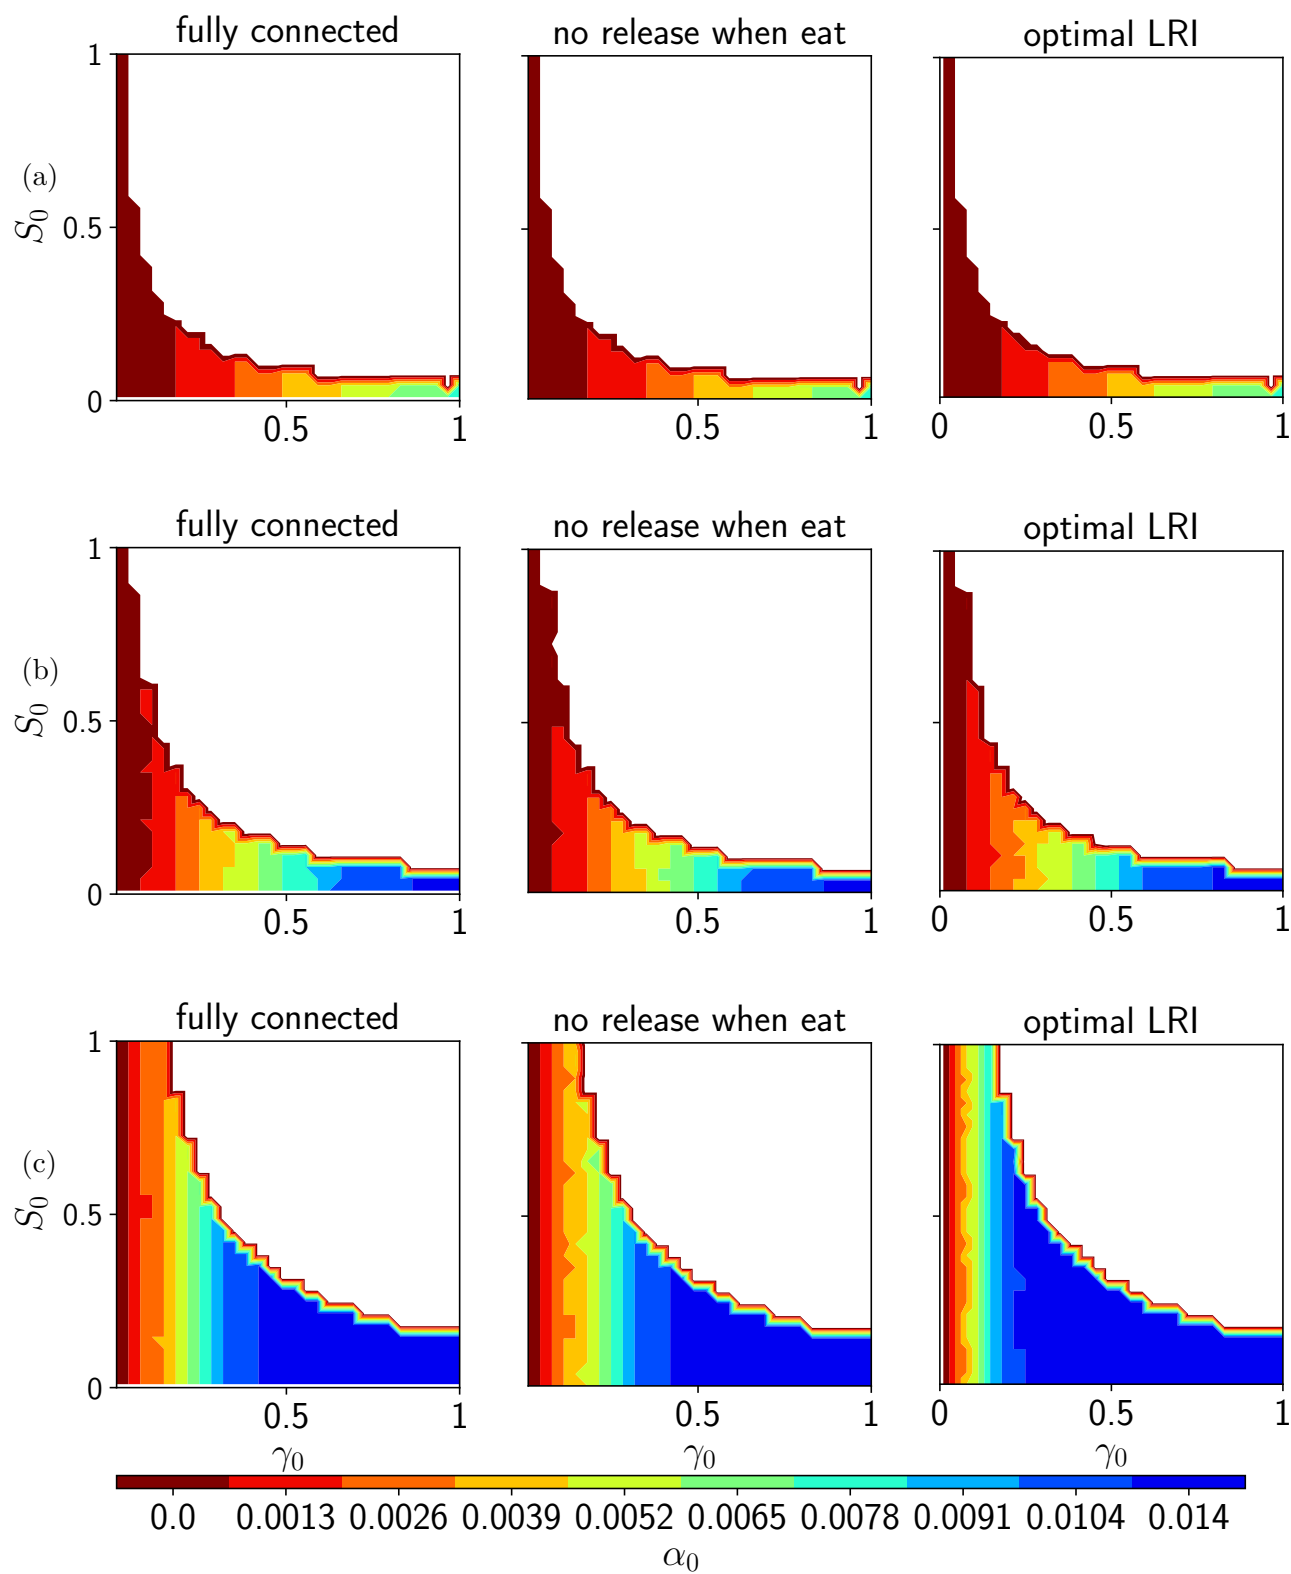 fully connected no release when eat optimal LRI
1
(a)
S₀ 0.5
0
0.5 1 0.5 1 0 0.5 1
fully connected no release when eat optimal LRI
1
(b)
S₀ 0.5
0
0.5 1 0.5 1 0 0.5 1
fully connected no release when eat optimal LRI
1
(c)
S₀ 0.5
0
0.5 1 0.5 1 0 0.5 1
γ₀ γ₀ γ₀
0.0 0.0013 0.0026 0.0039 0.0052 0.0065 0.0078 0.0091 0.0104 0.014
α₀